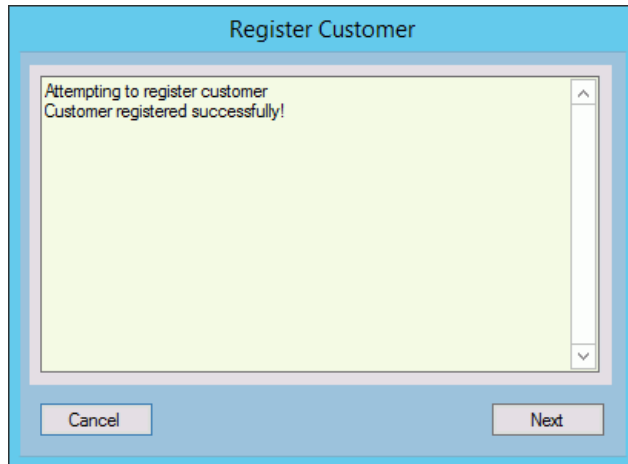 Register Customer
Attempting to register customer
Customer registered successfully!
Cancel
Next